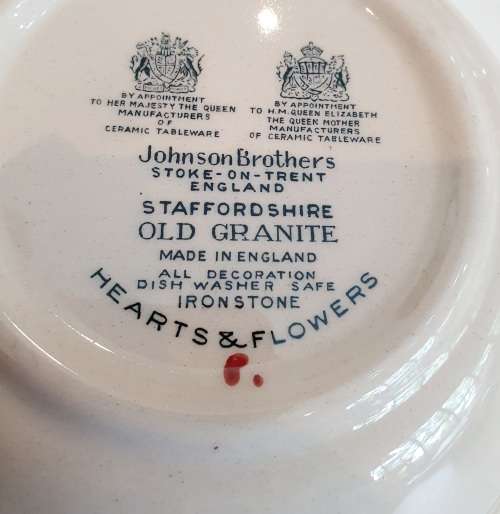 BY APPOINTMENT
TO HER MAJESTY THE QUEEN
MANUFACTURERS
OF
CERAMIC TABLEWARE
BY APPOINTMENT
TO H.M. QUEEN ELIZABETH
THE QUEEN MOTHER
MANUFACTURERS
OF CERAMIC TABLEWARE
Johnson Brothers
STOKE-ON-TRENT
ENGLAND
STAFFORDSHIRE
OLD GRANITE
MADE IN ENGLAND
ALL DECORATION
DISH WASHER SAFE
IRONSTONE
HEARTS & FLOWERS